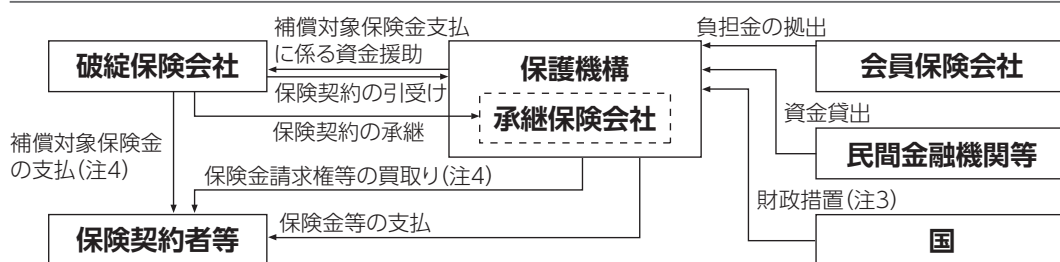 補償対象保険金支払
に係る資金援助
負担金の拠出
破綻保険会社
保護機構
会員保険会社
保険契約の引受け
承継保険会社
保険契約の承継
資金貸出
補償対象保険金
の支払(注4)
民間金融機関等
保険金請求権等の買取り(注4)
財政措置(注3)
保険金等の支払
保険契約者等
国